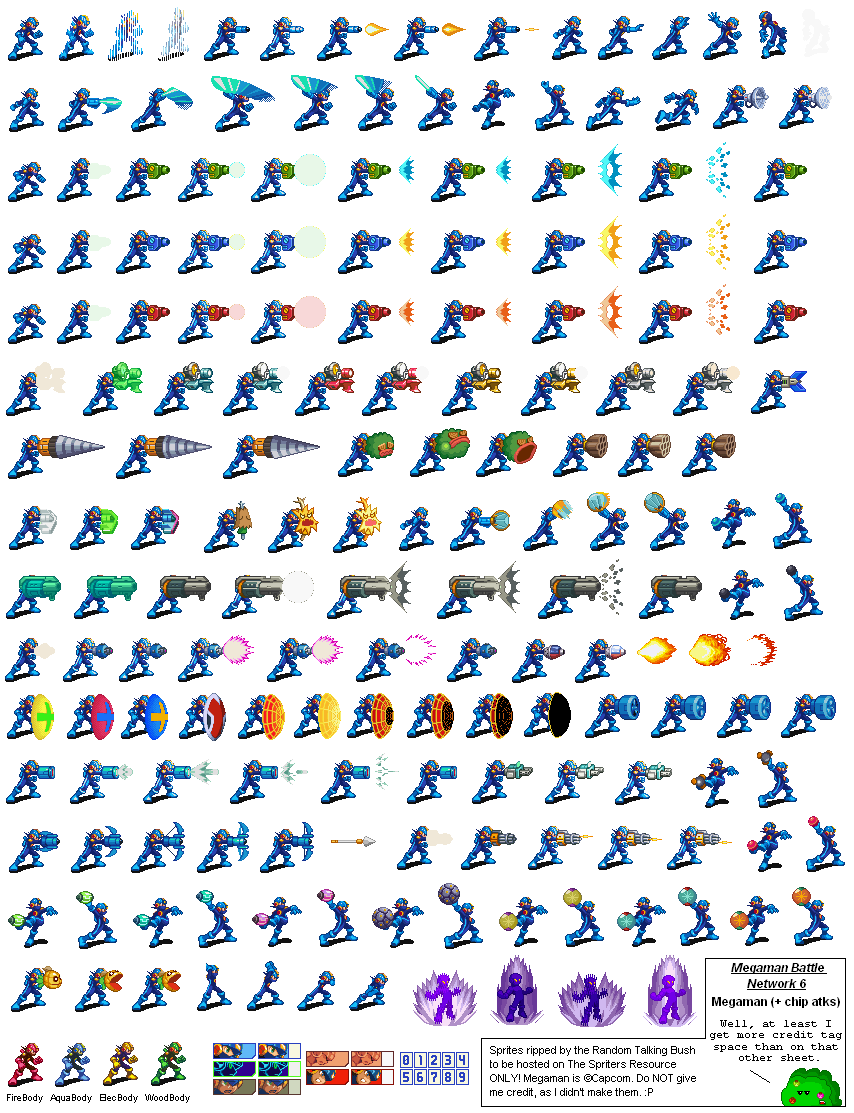 Megaman Battle
Network 6
Megaman (+ chip atks)
Well, at least I
get more credit tag
space than on that
other sheet.
0 1 2 3 4
5 6 7 8 9
Sprites ripped by the Random Talking Bush
to be hosted on The Spriters Resource
ONLY! Megaman is ©Capcom. Do NOT give
me credit, as I didn't make them. :P
FireBody AquaBody ElecBody WoodBody